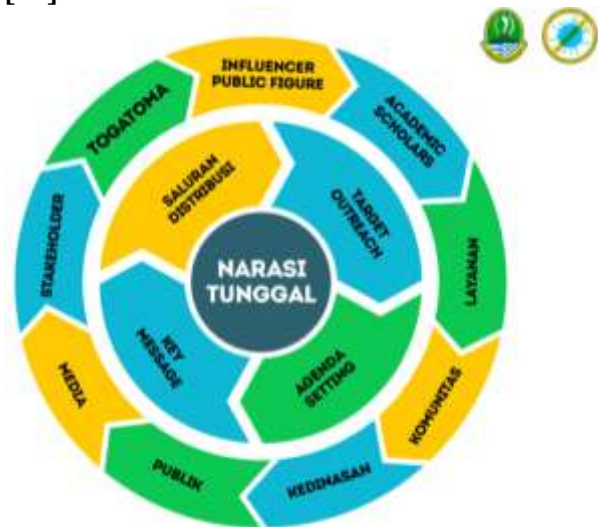 INFLUENCER
PUBLIC FIGURE
ACADEMIC
SCHOLARS
LAYANAN
KOMUNITAS
KEDINASAN
PUBLIK
MEDIA
STAKEHOLDER
TOGATOMA
SALURAN
DISTRIBUSI
TARGET
OUTREACH
AGENDA
SETTING
KEY
MESSAGE
NARASI
TUNGGAL